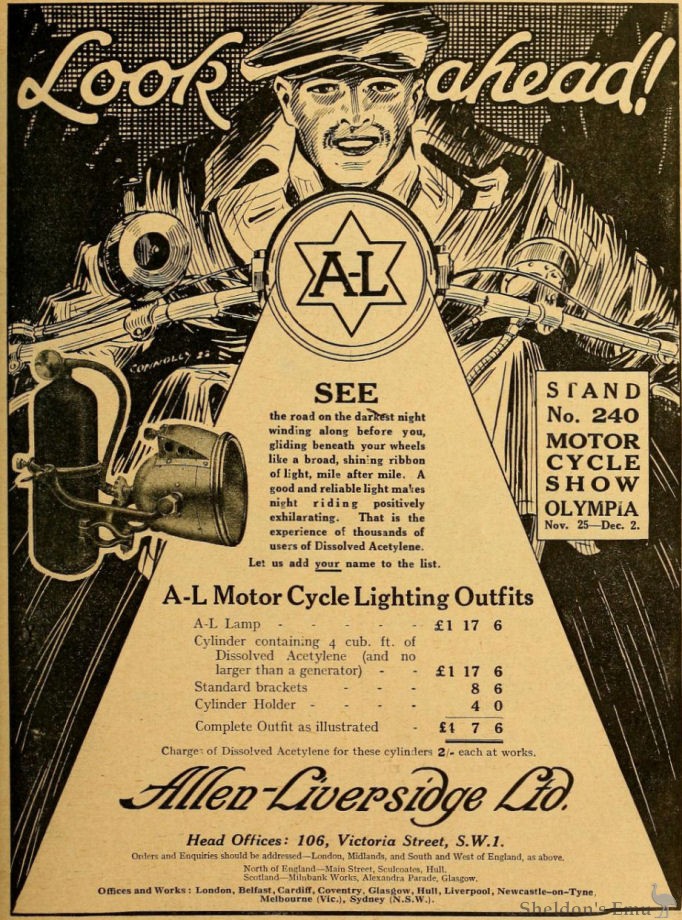 Look ahead!
A-L
CONNOLLY 22
SEE
the road on the darkest night
winding along before you,
gliding beneath your wheels
like a broad, shining ribbon
of light, mile after mile. A
good and reliable light makes
night riding positively
exhilarating. That is the
experience of thousands of
users of Dissolved Acetylene.
Let us add your name to the list.
STAND
No. 240
MOTOR
CYCLE
SHOW
OLYMPIA
Nov. 25—Dec. 2.
A-L Motor Cycle Lighting Outfits
A-L Lamp - - - - - £1 17 6
Cylinder containing 4 cub. ft. of
Dissolved Acetylene (and no
larger than a generator) - - £1 17 6
Standard brackets - - - 8 6
Cylinder Holder - - - - 4 0
Complete Outfit as illustrated - £4 7 6
Charges of Dissolved Acetylene for these cylinders 2/- each at works.
Allen-Liversidge Ltd.
Head Offices: 106, Victoria Street, S.W.1.
Orders and Enquiries should be addressed—London, Midlands, and South and West of England, as above.
North of England—Main Street, Sculcoates, Hull.
Scotland—Milnbank Works, Alexandra Parade, Glasgow.
Offices and Works: London, Belfast, Cardiff, Coventry, Glasgow, Hull, Liverpool, Newcastle-on-Tyne,
Melbourne (Vic.), Sydney (N.S.W.).
Sheldon's Emu